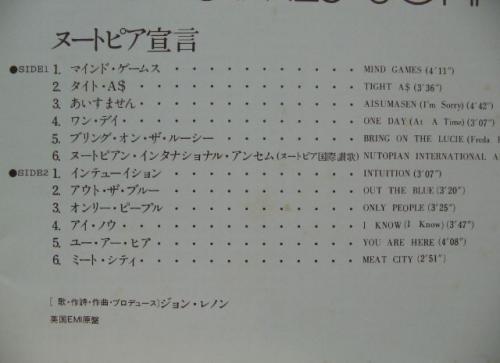 ヌートピア宣言
●SIDE1 1. マインド・ゲームス ・・・・・・・・・・・ MIND GAMES (4'11")
2. タイト・A$ ・・・・・・・・・・・・・ TIGHT A$ (3'36")
3. あいすません ・・・・・・・・・・・・ AISUMASEN (I'm Sorry) (4'42")
4. ワン・デイ ・・・・・・・・・・・・・ ONE DAY (At A Time) (3'07")
5. ブリング・オン・ザ・ルーシー ・・・・・・ BRING ON THE LUCIE (Freda
6. ヌートピアン・インタナショナル・アンセム(ヌートピア国際讃歌) NUTOPIAN INTERNATIONAL
●SIDE2 1. インテューイション ・・・・・・・・・・ INTUITION (3'07")
2. アウト・ザ・ブルー ・・・・・・・・・・ OUT THE BLUE (3'20")
3. オンリー・ピープル ・・・・・・・・・・ ONLY PEOPLE (3'25")
4. アイ・ノウ ・・・・・・・・・・・・・ I KNOW (I Know) (3'47")
5. ユー・アー・ヒア ・・・・・・・・・・・ YOU ARE HERE (4'08")
6. ミート・シティ ・・・・・・・・・・・・ MEAT CITY (2'51")
[歌・作詩・作曲・プロデュース]ジョン・レノン
英国EMI原盤